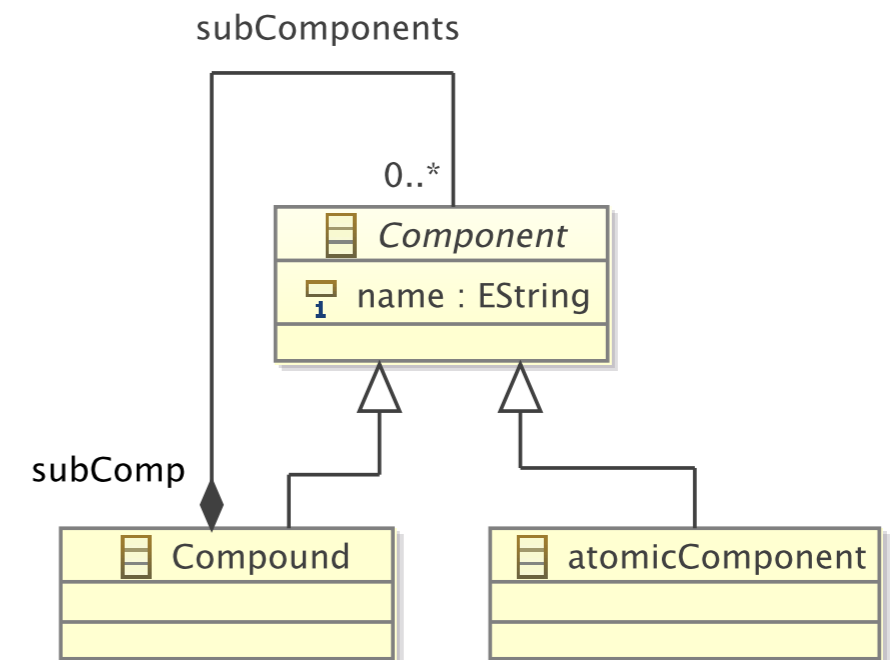 subComponents
0..*
Component
1
name : EString
subComp
Compound
atomicComponent